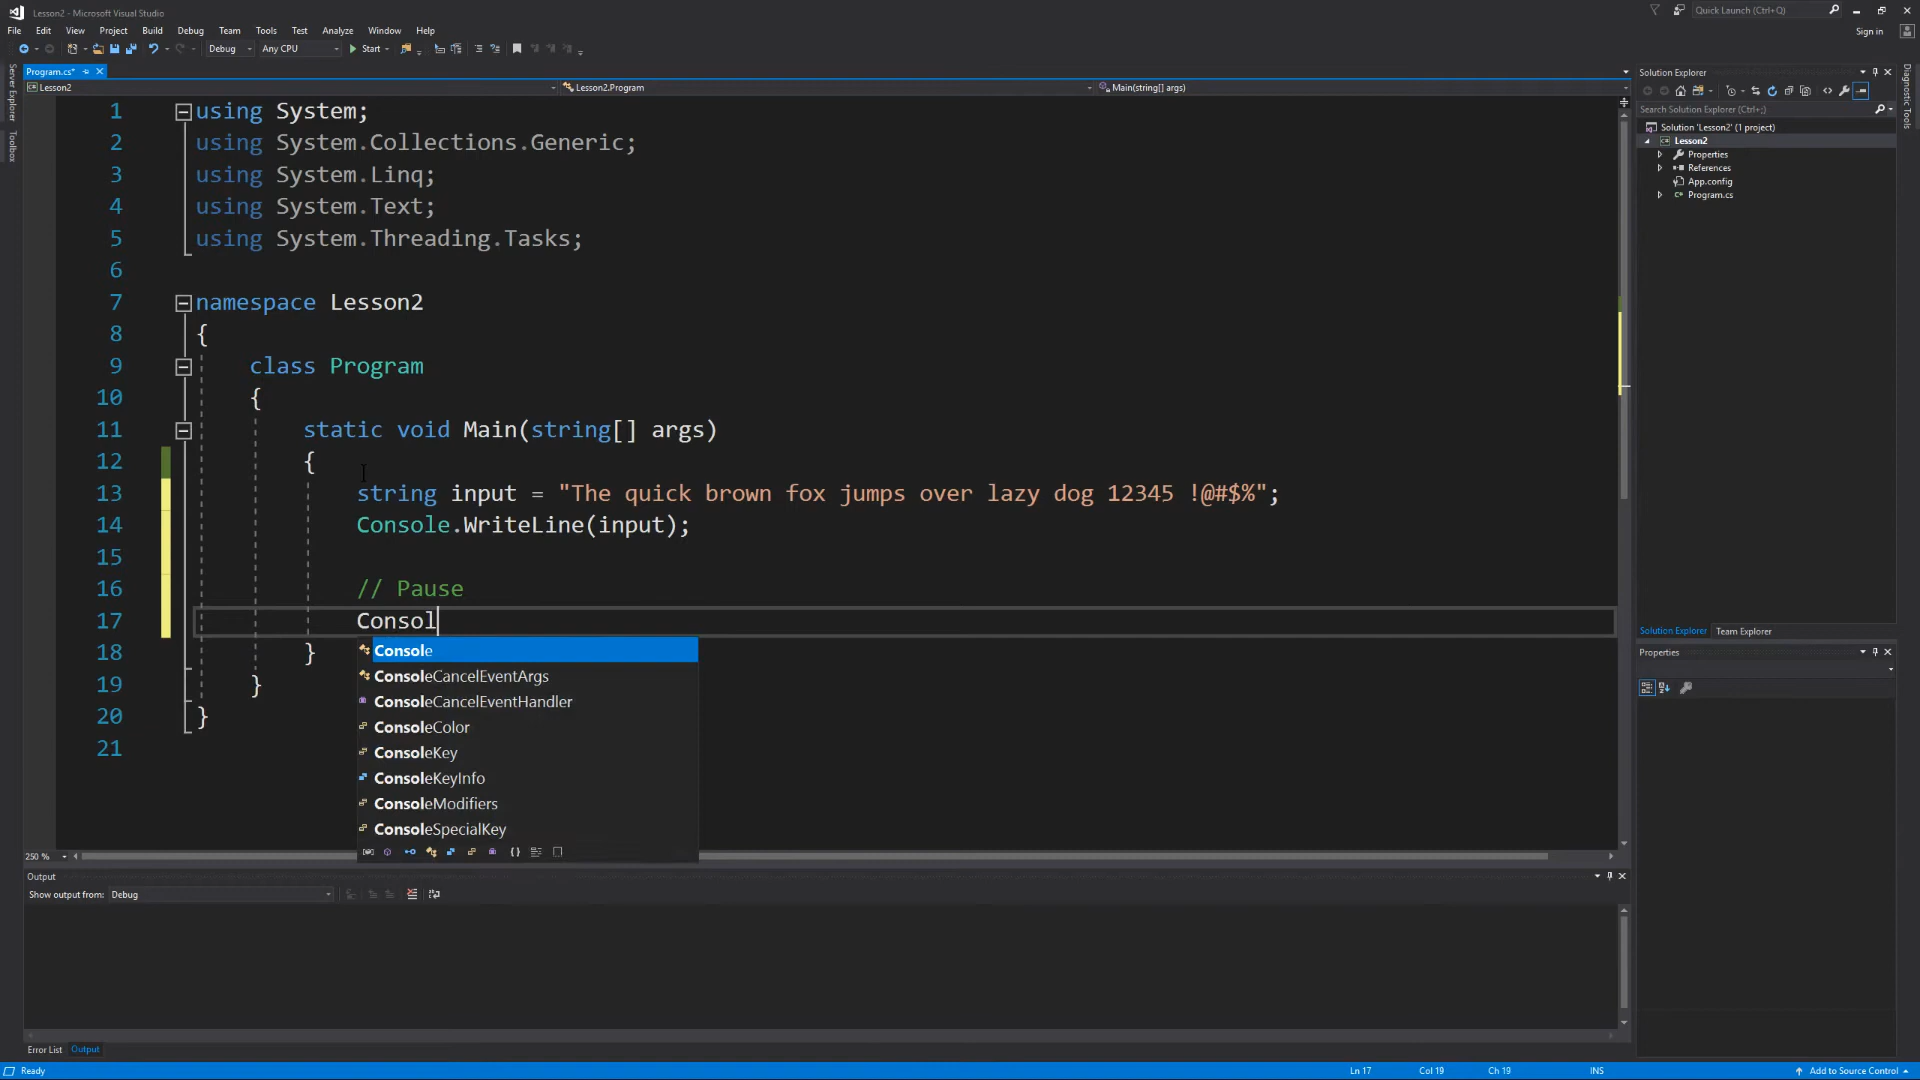 Lesson2 - Microsoft Visual Studio
Quick Launch (Ctrl+Q)
File Edit View Project Build Debug Team Tools Test Analyze Window Help
Sign in
Debug Any CPU Start
Server Explorer
Toolbox
Program.cs*
Lesson2 Lesson2.Program Main(string[] args)
1 using System;
2 using System.Collections.Generic;
3 using System.Linq;
4 using System.Text;
5 using System.Threading.Tasks;
6
7 namespace Lesson2
8 {
9 class Program
10 {
11 static void Main(string[] args)
12 {
13 string input = "The quick brown fox jumps over lazy dog 12345 !@#$%";
14 Console.WriteLine(input);
15
16 // Pause
17 Consol
18 }
19 }
20 }
21
Console
ConsoleCancelEventArgs
ConsoleCancelEventHandler
ConsoleColor
ConsoleKey
ConsoleKeyInfo
ConsoleModifiers
ConsoleSpecialKey
250 %
Output
Show output from: Debug
Error List Output
Solution Explorer
Search Solution Explorer (Ctrl+;)
Solution 'Lesson2' (1 project)
Lesson2
Properties
References
App.config
Program.cs
Solution Explorer Team Explorer
Properties
Diagnostic Tools
Ready Ln 17 Col 19 Ch 19 INS Add to Source Control